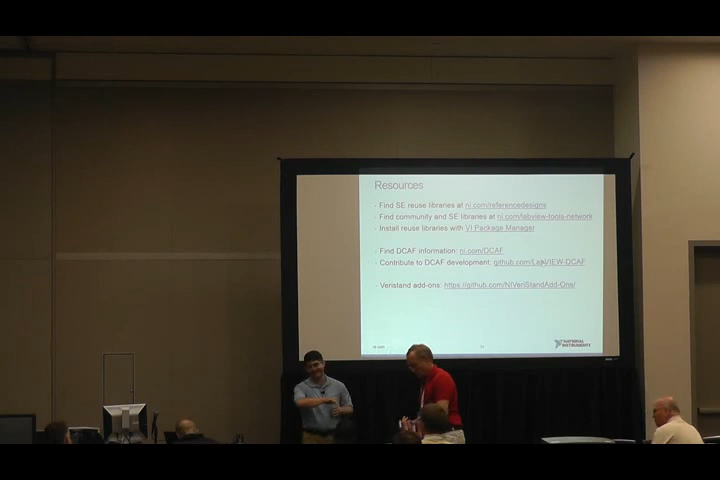 Resources
Find SE reuse libraries at ni.com/referencedesigns
Find community and SE libraries at ni.com/labview-tools-network
Install reuse libraries with VI Package Manager
Find DCAF information: ni.com/DCAF
Contribute to DCAF development: github.com/LabVIEW-DCAF
Veristand add-ons: https://github.com/NIVeriStandAdd-Ons/
ni.com
NATIONAL
INSTRUMENTS